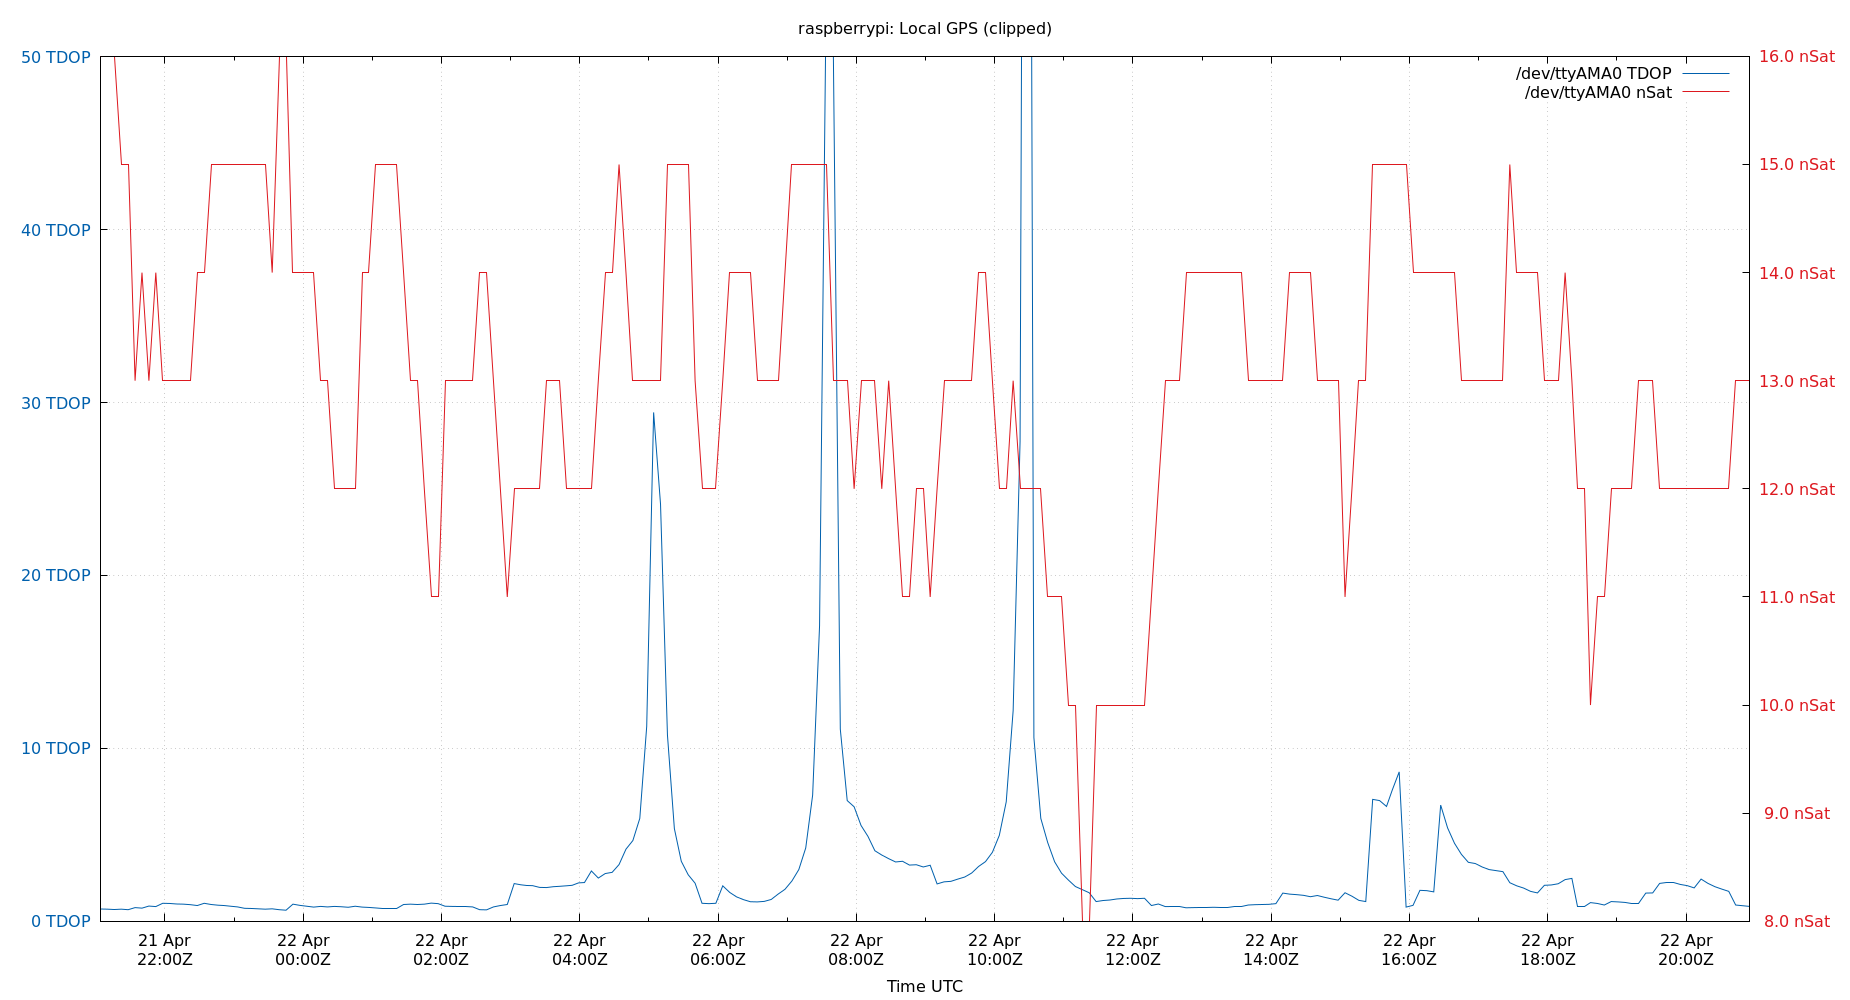 raspberrypi: Local GPS (clipped)
50 TDOP
40 TDOP
30 TDOP
20 TDOP
10 TDOP
0 TDOP
16.0 nSat
15.0 nSat
14.0 nSat
13.0 nSat
12.0 nSat
11.0 nSat
10.0 nSat
9.0 nSat
8.0 nSat
/dev/ttyAMA0 TDOP
/dev/ttyAMA0 nSat
21 Apr
22:00Z
22 Apr
00:00Z
22 Apr
02:00Z
22 Apr
04:00Z
22 Apr
06:00Z
22 Apr
08:00Z
22 Apr
10:00Z
22 Apr
12:00Z
22 Apr
14:00Z
22 Apr
16:00Z
22 Apr
18:00Z
22 Apr
20:00Z
Time UTC